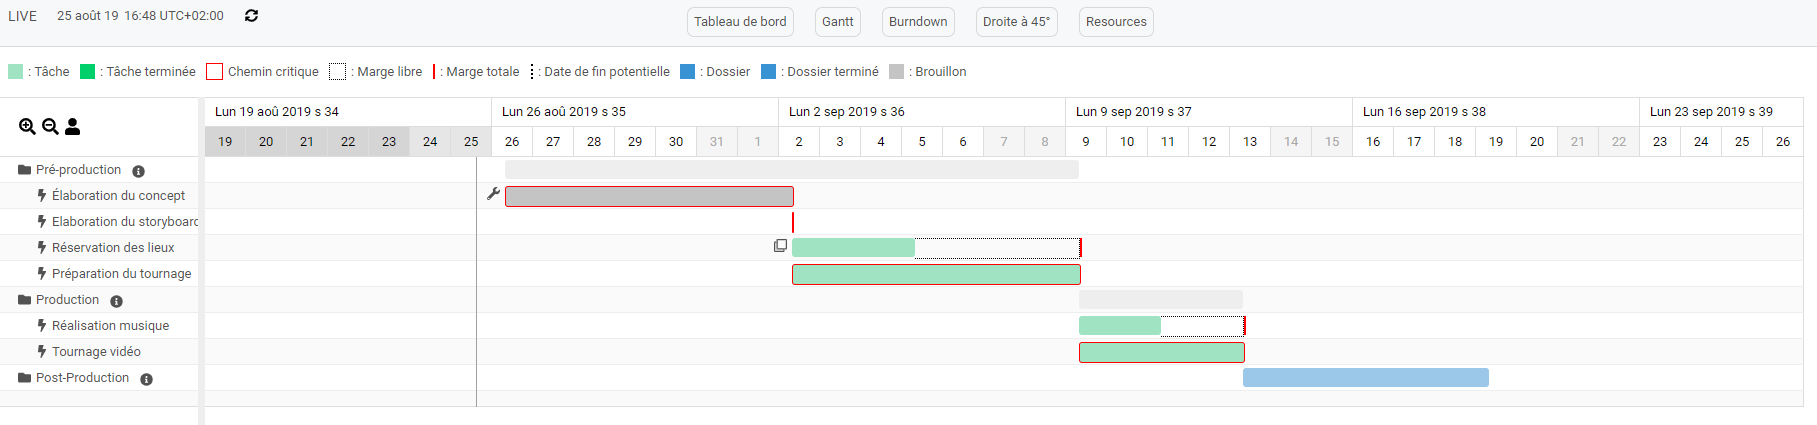 LIVE 25 août 19 16:48 UTC+02:00 Tableau de bord Gantt Burndown Droite à 45° Resources
: Tâche : Tâche terminée Chemin critique : Marge libre : Marge totale : Date de fin potentielle : Dossier : Dossier terminé : Brouillon
Lun 19 aoû 2019 s 34 Lun 26 aoû 2019 s 35 Lun 2 sep 2019 s 36 Lun 9 sep 2019 s 37 Lun 16 sep 2019 s 38 Lun 23 sep 2019 s 39
19 20 21 22 23 24 25 26 27 28 29 30 31 1 2 3 4 5 6 7 8 9 10 11 12 13 14 15 16 17 18 19 20 21 22 23 24 25 26
Pré-production
Élaboration du concept
Elaboration du storyboard
Réservation des lieux
Préparation du tournage
Production
Réalisation musique
Tournage vidéo
Post-Production